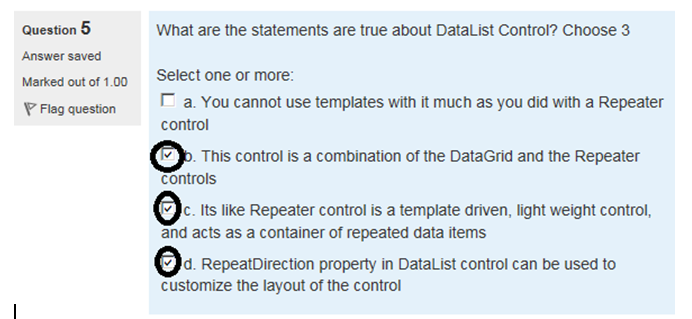 Question 5
Answer saved
Marked out of 1.00
Flag question
What are the statements are true about DataList Control? Choose 3
Select one or more:
a. You cannot use templates with it much as you did with a Repeater
control
b. This control is a combination of the DataGrid and the Repeater
controls
c. Its like Repeater control is a template driven, light weight control,
and acts as a container of repeated data items
d. RepeatDirection property in DataList control can be used to
customize the layout of the control